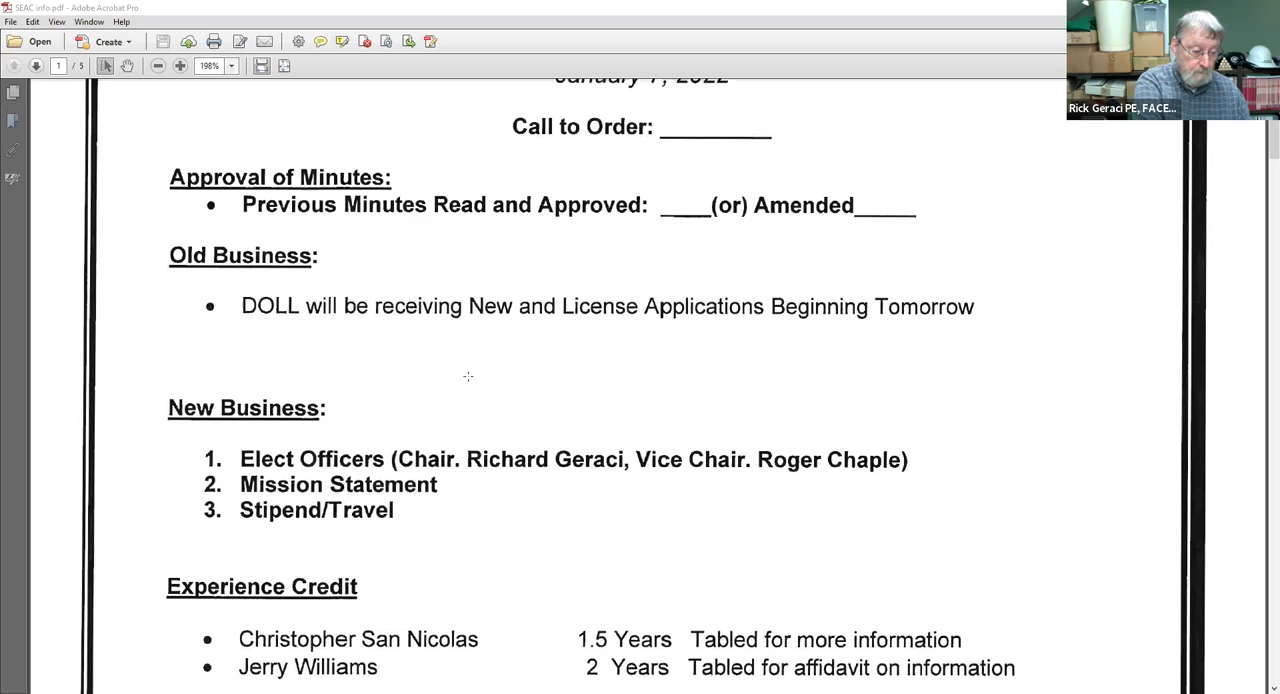 SEAC info.pdf - Adobe Acrobat Pro
File Edit View Window Help
Open Create
1 / 5 198%
January 7, 2022
Rick Geraci PE, FACE...
Call to Order: __________
Approval of Minutes:
• Previous Minutes Read and Approved: ____(or) Amended_____
Old Business:
• DOLL will be receiving New and License Applications Beginning Tomorrow
New Business:
1. Elect Officers (Chair. Richard Geraci, Vice Chair. Roger Chaple)
2. Mission Statement
3. Stipend/Travel
Experience Credit
• Christopher San Nicolas 1.5 Years Tabled for more information
• Jerry Williams 2 Years Tabled for affidavit on information